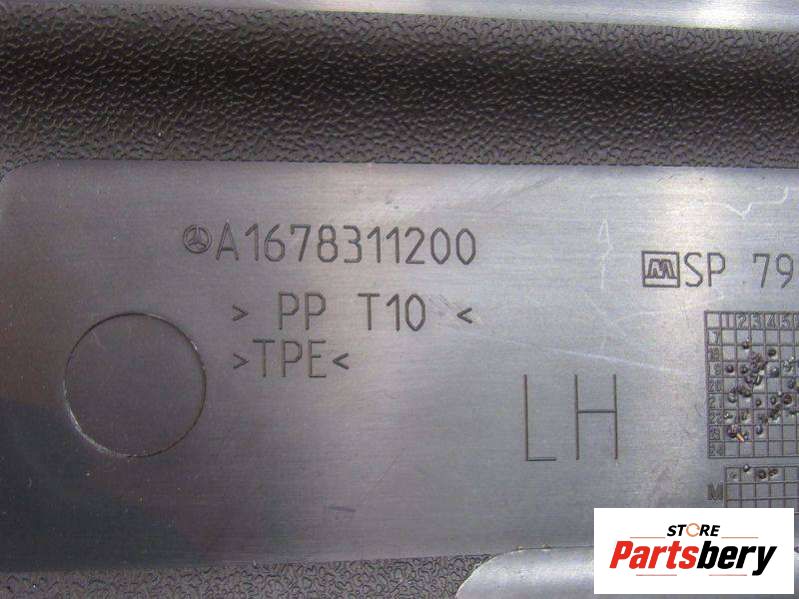 A1678311200
SP 79
> PP T10 <
>TPE<
LH
M
STORE
Partsbery